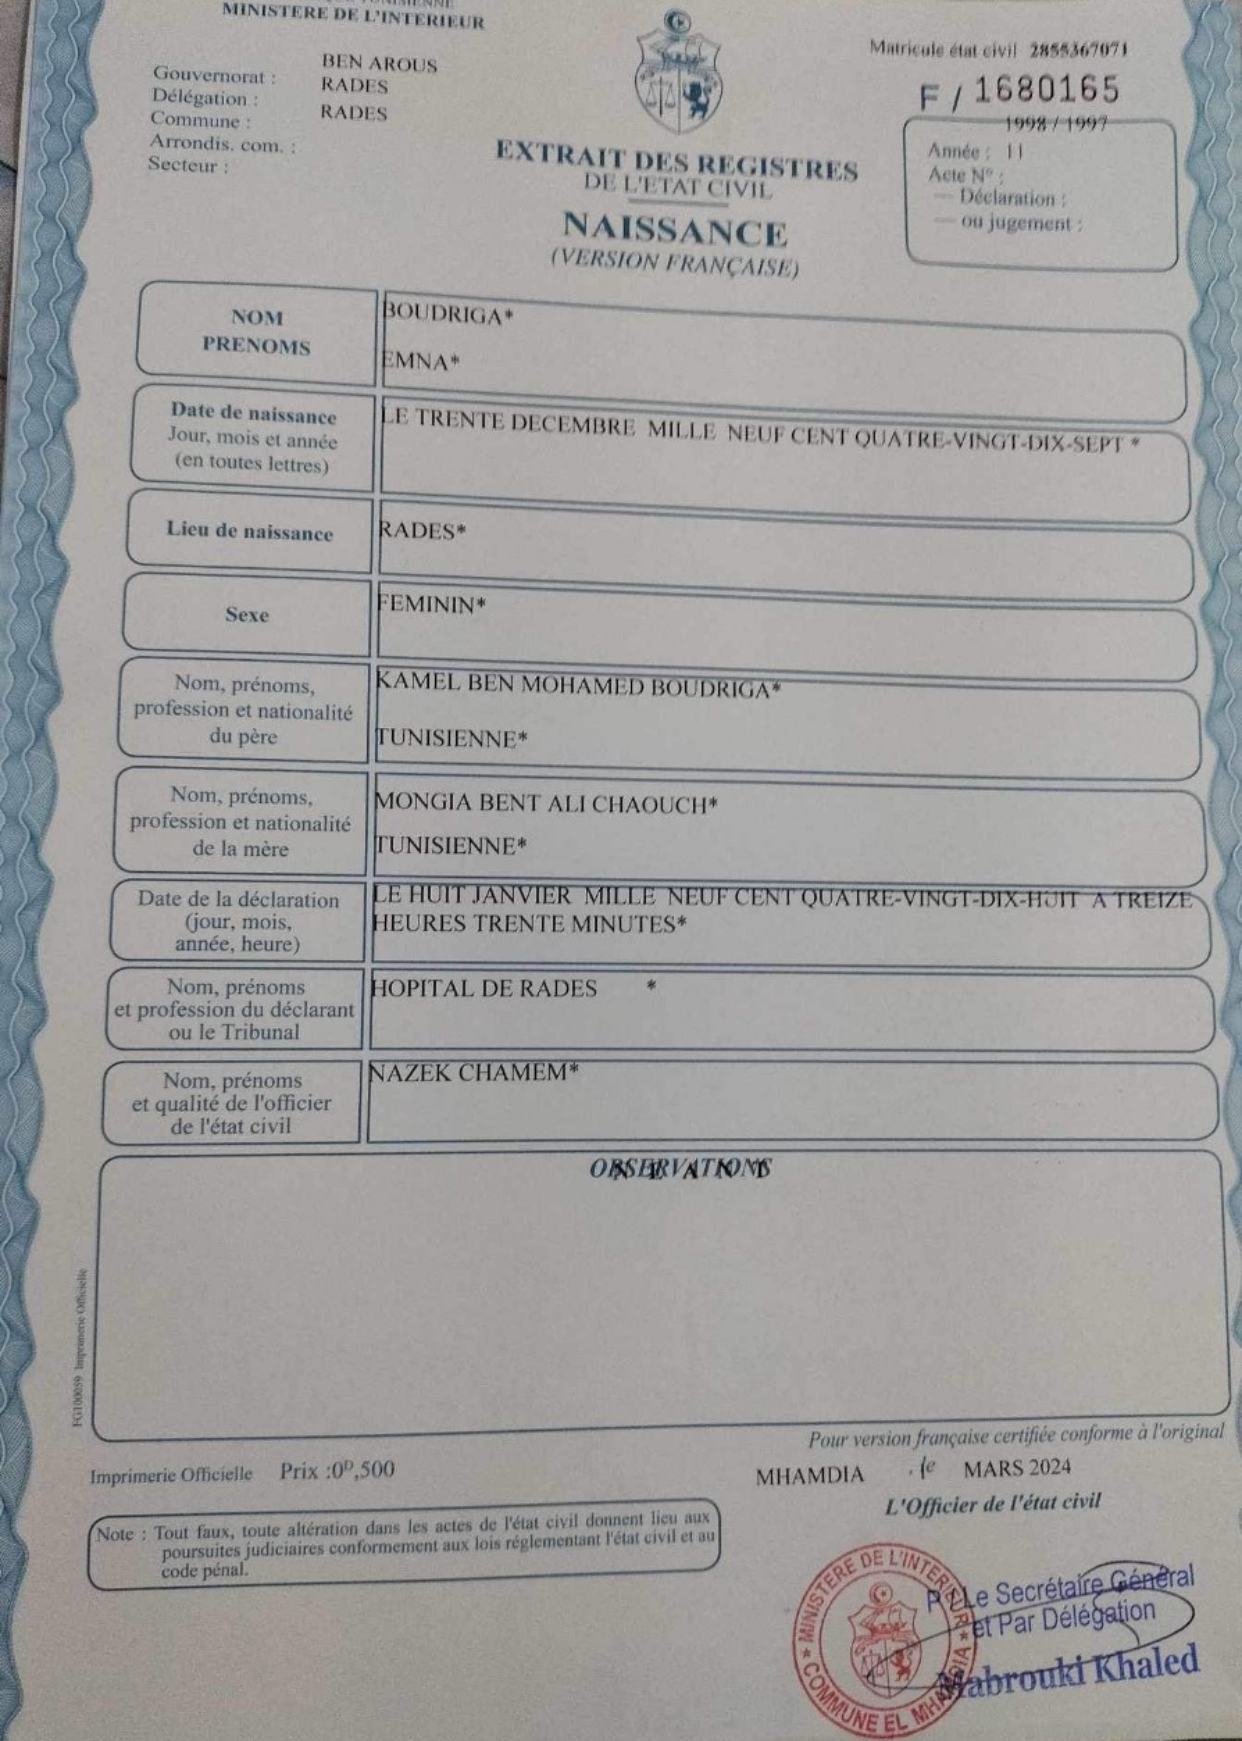 MINISTERE DE L'INTERIEUR
Matricule état civil 2855367071
F / 1680165
Gouvernorat : BEN AROUS
Délégation : RADES
Commune : RADES
Arrondis. com. :
Secteur :
1998 / 1997
Année : 11
Acte N° :
— Déclaration :
— ou jugement :
EXTRAIT DES REGISTRES
DE L'ETAT CIVIL
NAISSANCE
(VERSION FRANÇAISE)
NOM
PRENOMS
BOUDRIGA*
EMNA*
Date de naissance
Jour, mois et année
(en toutes lettres)
LE TRENTE DECEMBRE MILLE NEUF CENT QUATRE-VINGT-DIX-SEPT *
Lieu de naissance
RADES*
Sexe
FEMININ*
Nom, prénoms,
profession et nationalité
du père
KAMEL BEN MOHAMED BOUDRIGA*
TUNISIENNE*
Nom, prénoms,
profession et nationalité
de la mère
MONGIA BENT ALI CHAOUCH*
TUNISIENNE*
Date de la déclaration
(jour, mois,
année, heure)
LE HUIT JANVIER MILLE NEUF CENT QUATRE-VINGT-DIX-HUIT A TREIZE
HEURES TRENTE MINUTES*
Nom, prénoms
et profession du déclarant
ou le Tribunal
HOPITAL DE RADES *
Nom, prénoms
et qualité de l'officier
de l'état civil
NAZEK CHAMEM*
OBSERVATIONS
FG100059 Imprimerie Officielle
Pour version française certifiée conforme à l'original
Imprimerie Officielle Prix :0ᴰ,500
MHAMDIA , le MARS 2024
L'Officier de l'état civil
Note : Tout faux, toute altération dans les actes de l'état civil donnent lieu aux
poursuites judiciaires conformement aux lois réglementant l'état civil et au
code pénal.
MINISTERE DE L'INTERIEUR
COMMUNE EL MHAMDIA
P / Le Secrétaire Général
et Par Délégation
Mabrouki Khaled